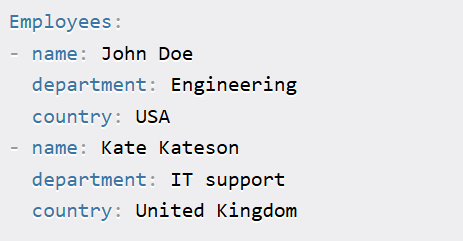 Employees:
- name: John Doe
  department: Engineering
  country: USA
- name: Kate Kateson
  department: IT support
  country: United Kingdom